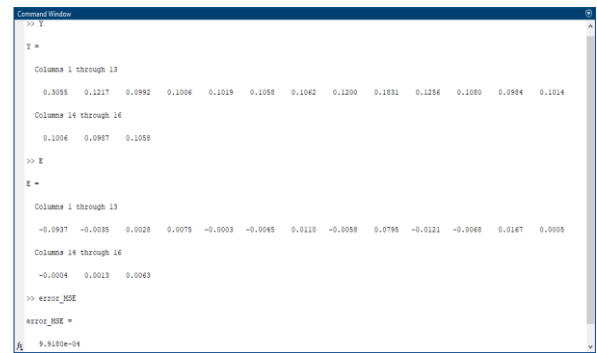 Command Window
>> Y
Y =
Columns 1 through 13
0.3055 0.1217 0.0992 0.1006 0.1019 0.1058 0.1062 0.1200 0.1831 0.1256 0.1080 0.0984 0.1014
Columns 14 through 16
0.1006 0.0987 0.1058
>> E
E =
Columns 1 through 13
-0.0937 -0.0035 0.0028 0.0075 -0.0003 -0.0045 0.0110 -0.0058 0.0795 -0.0121 -0.0068 0.0167 0.0005
Columns 14 through 16
-0.0004 0.0013 0.0063
>> error_MSE
error_MSE =
9.9180e-04
fx